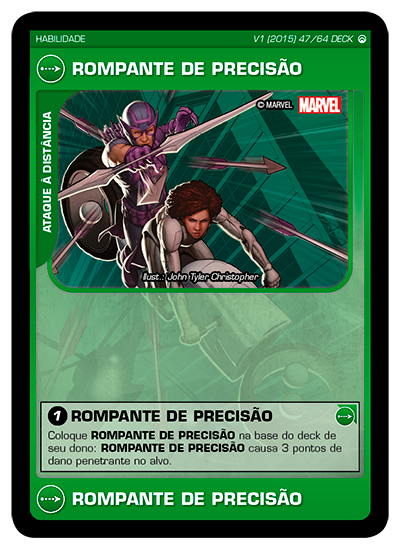 HABILIDADE
V1 (2015) 47/64 DECK
ROMPANTE DE PRECISÃO
ATAQUE À DISTÂNCIA
© MARVEL
MARVEL
Illust.: John Tyler Christopher
1 ROMPANTE DE PRECISÃO
Coloque ROMPANTE DE PRECISÃO na base do deck de
seu dono: ROMPANTE DE PRECISÃO causa 3 pontos de
dano penetrante no alvo.
ROMPANTE DE PRECISÃO